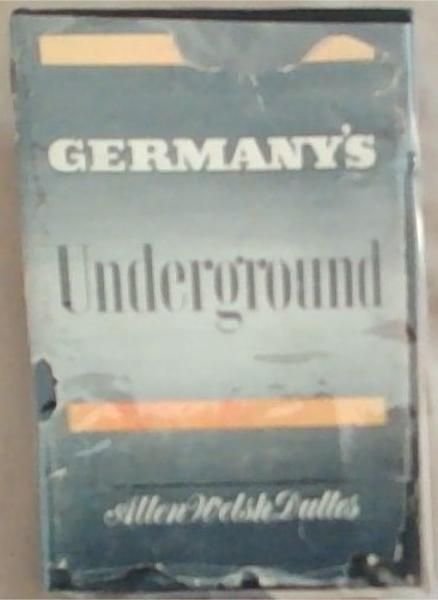 GERMANY'S
Underground
Allen Welsh Dulles